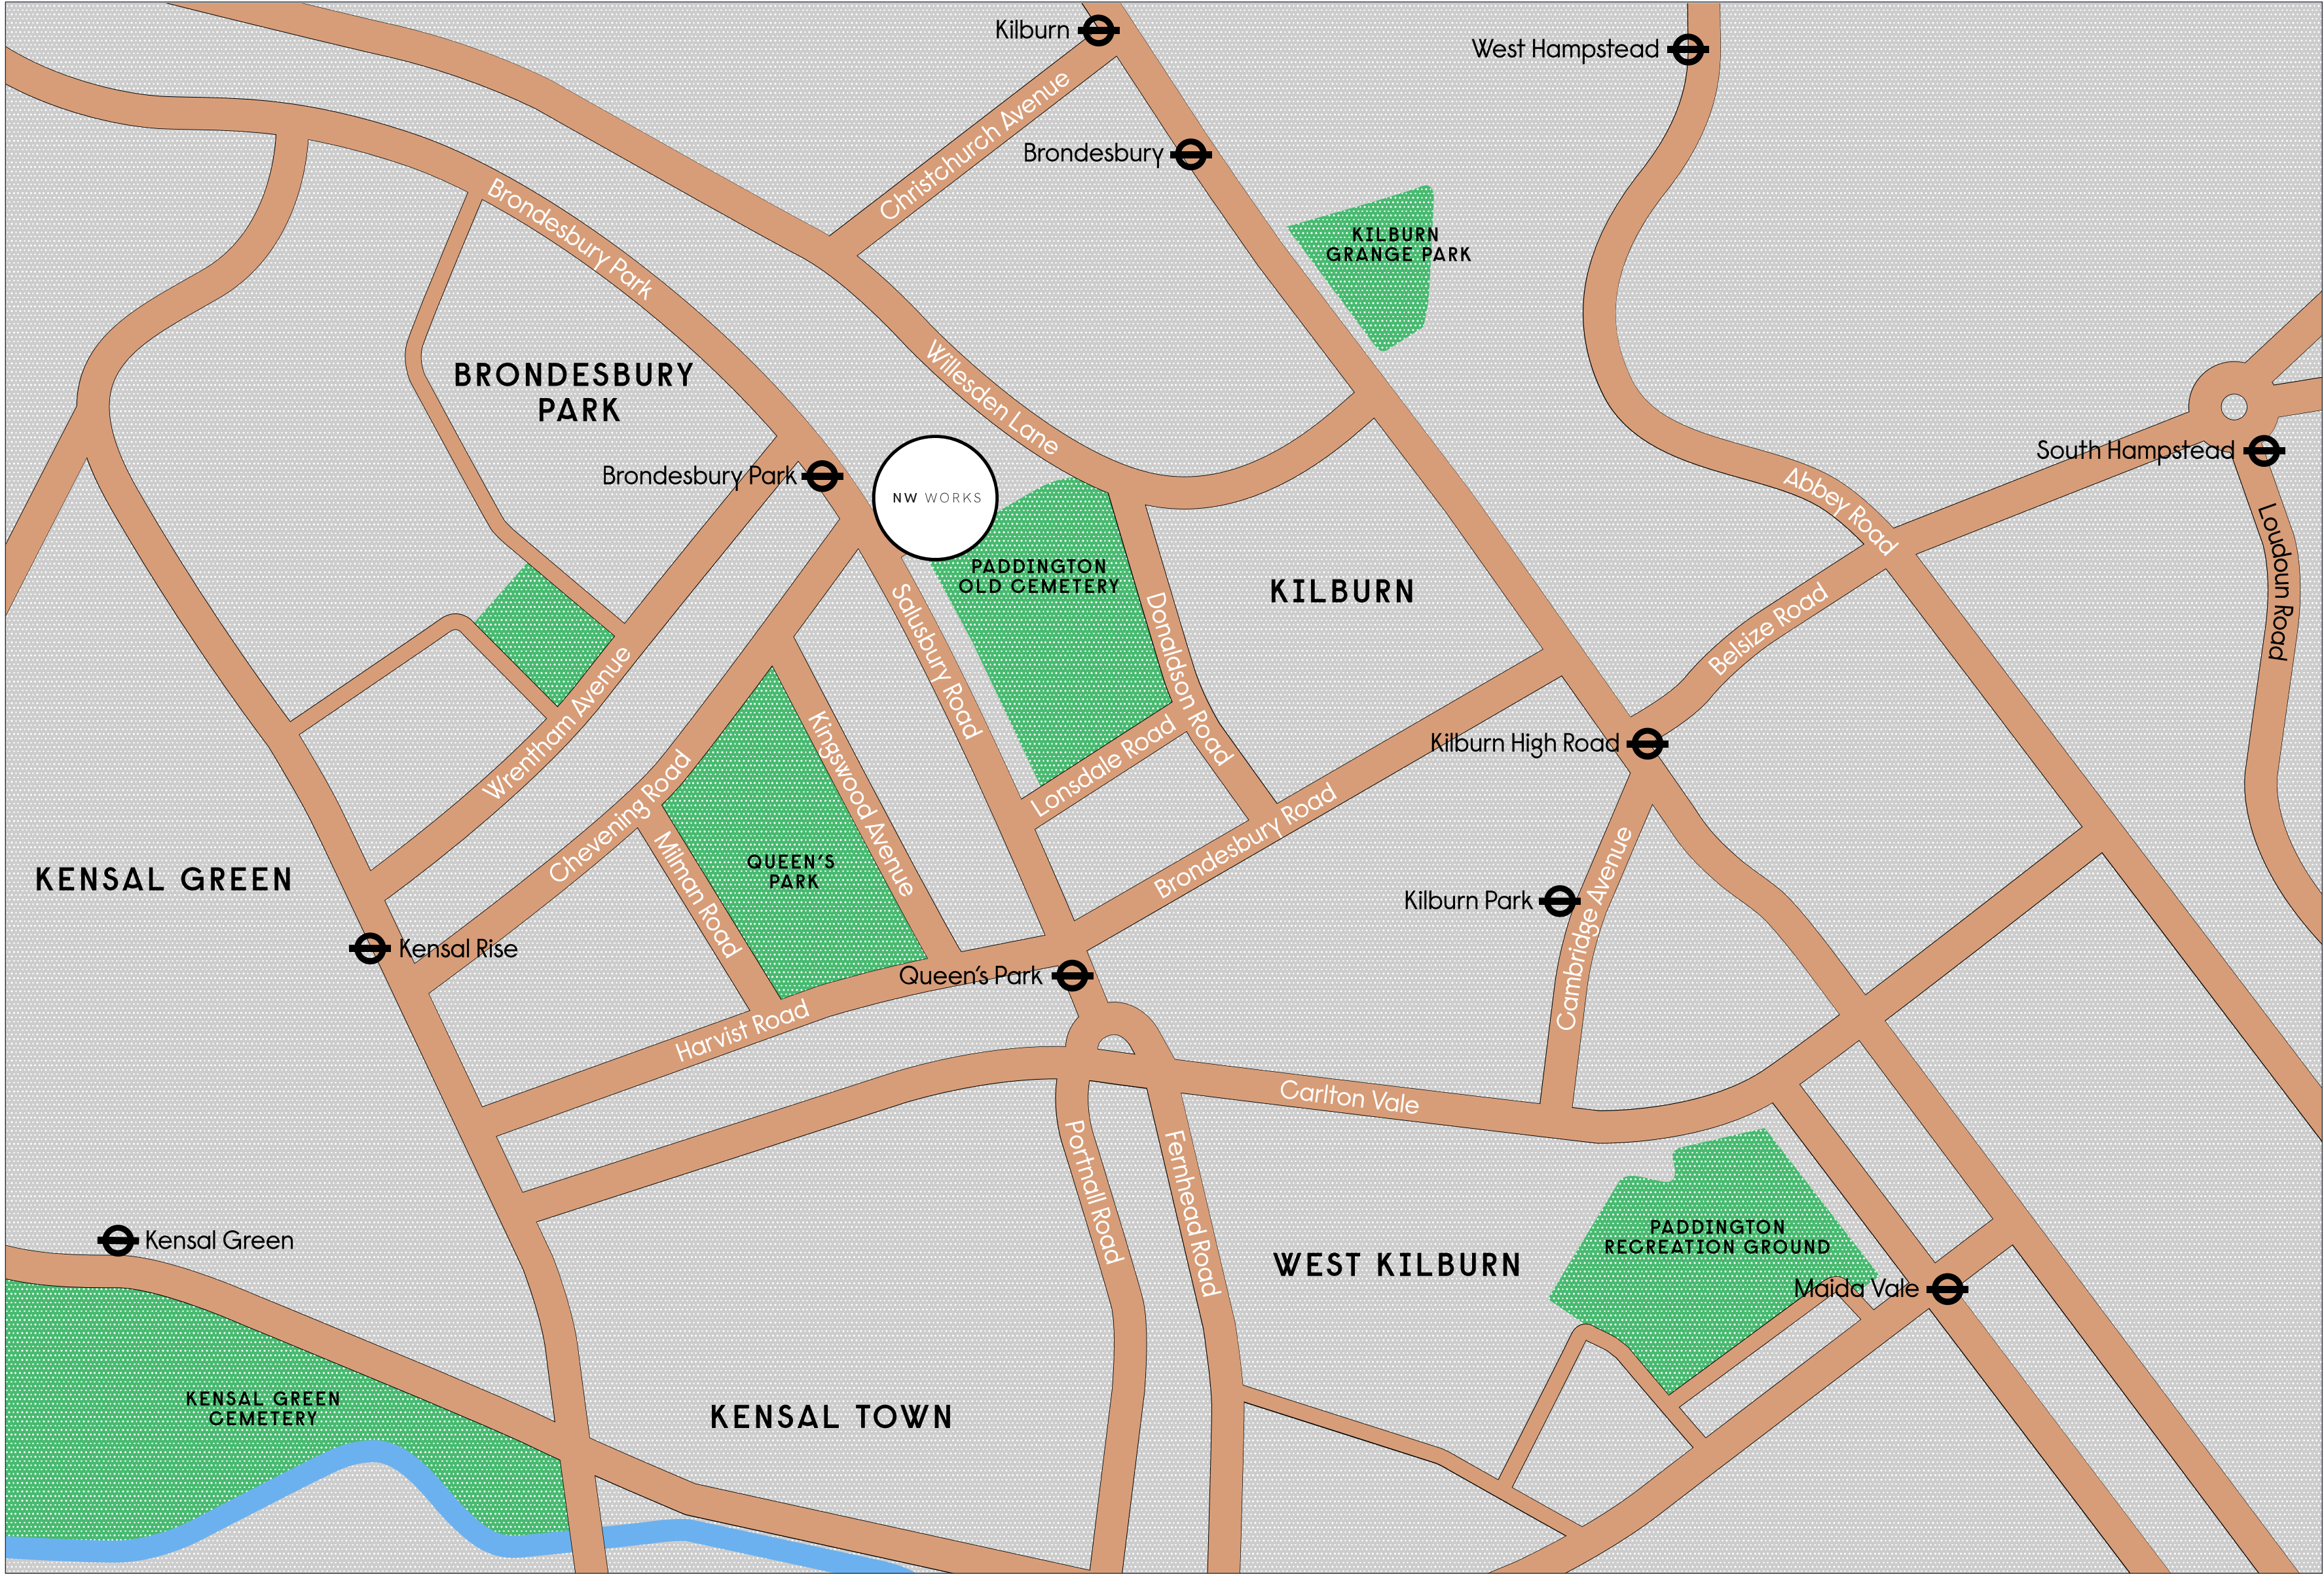 Kilburn
West Hampstead
Christchurch Avenue
Brondesbury
Brondesbury Park
KILBURN
GRANGE PARK
Willesden Lane
BRONDESBURY
PARK
Brondesbury Park
NW WORKS
South Hampstead
Abbey Road
Loudoun Road
PADDINGTON
OLD CEMETERY
KILBURN
Salusbury Road
Donaldson Road
Belsize Road
Wrentham Avenue
Kingswood Avenue
Lonsdale Road
Kilburn High Road
Chevening Road
Milman Road
Brondesbury Road
QUEEN'S
PARK
KENSAL GREEN
Kilburn Park
Cambridge Avenue
Kensal Rise
Queen's Park
Harvist Road
Carlton Vale
Portnall Road
Fernhead Road
Kensal Green
PADDINGTON
RECREATION GROUND
WEST KILBURN
Maida Vale
KENSAL GREEN
CEMETERY
KENSAL TOWN